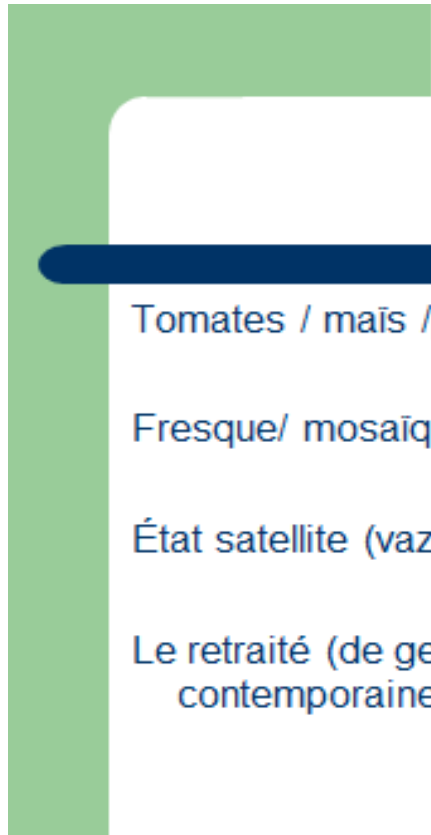 Tomates / maïs /
Fresque/ mosaïq
État satellite (vaz
Le retraité (de ge
contemporaine